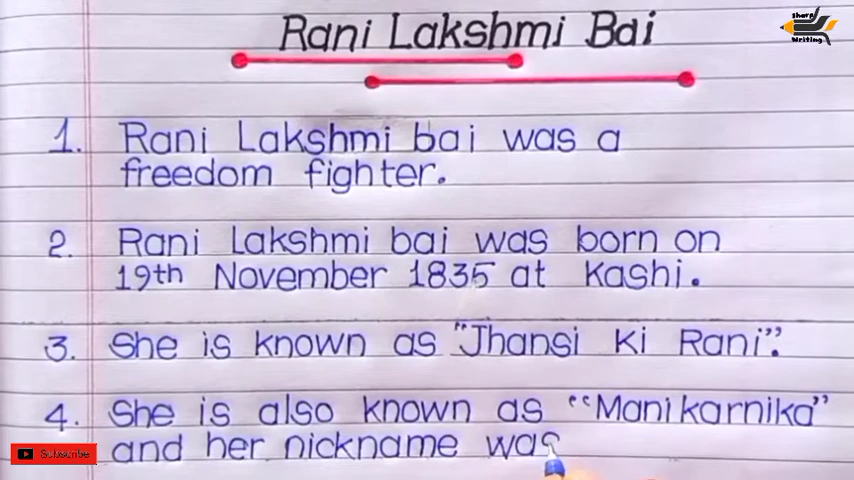 Rani Lakshmi Bai
Sharp
Writing
1. Rani Lakshmi bai was a
freedom fighter.
2. Rani Lakshmi bai was born on
19th November 1835 at Kashi.
3. She is known as "Jhansi Ki Rani".
4. She is also known as "Manikarnika"
and her nickname was
Subscribe